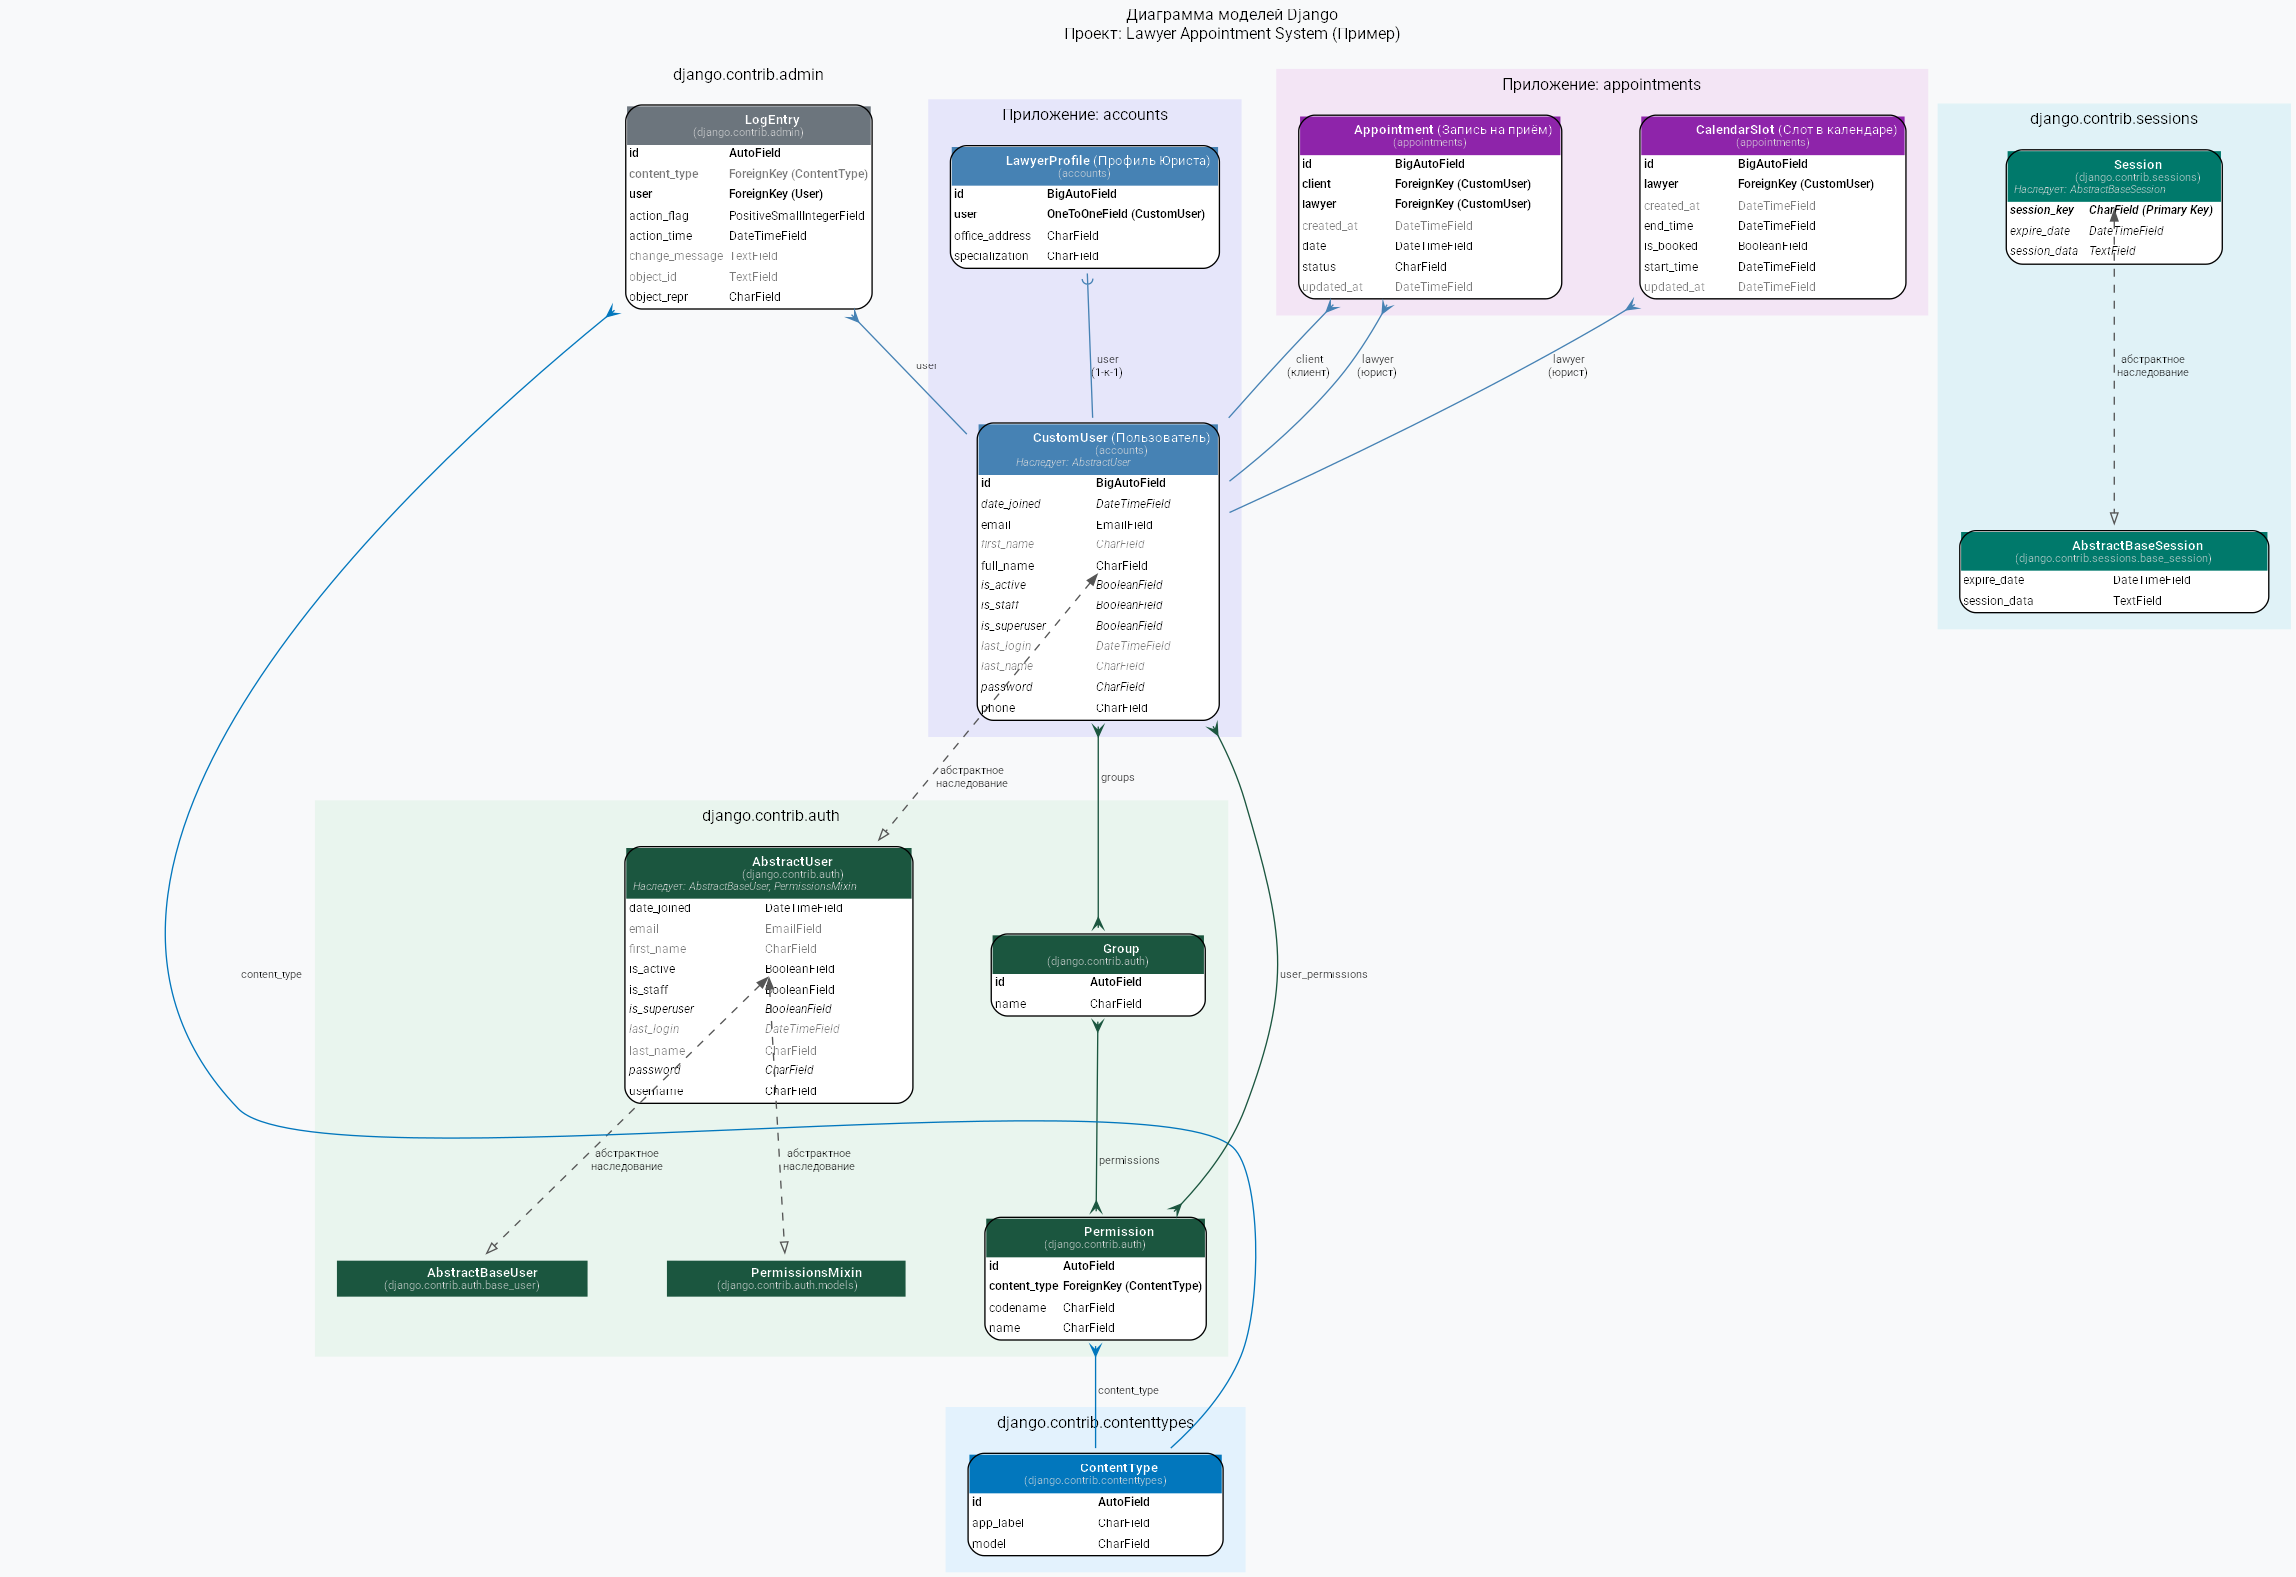 Диаграмма моделей Django
Проект: Lawyer Appointment System (Пример)
django.contrib.admin
LogEntry
(django.contrib.admin)
id AutoField
content_type ForeignKey (ContentType)
user ForeignKey (User)
action_flag PositiveSmallIntegerField
action_time DateTimeField
change_message TextField
object_id TextField
object_repr CharField
Приложение: accounts
LawyerProfile (Профиль Юриста)
(accounts)
id BigAutoField
user OneToOneField (CustomUser)
office_address CharField
specialization CharField
Приложение: appointments
Appointment (Запись на приём)
(appointments)
id BigAutoField
client ForeignKey (CustomUser)
lawyer ForeignKey (CustomUser)
created_at DateTimeField
date DateTimeField
status CharField
updated_at DateTimeField
CalendarSlot (Слот в календаре)
(appointments)
id BigAutoField
lawyer ForeignKey (CustomUser)
created_at DateTimeField
end_time DateTimeField
is_booked BooleanField
start_time DateTimeField
updated_at DateTimeField
django.contrib.sessions
Session
(django.contrib.sessions)
Наследует: AbstractBaseSession
session_key CharField (Primary Key)
expire_date DateTimeField
session_data TextField
user
user
(1-к-1)
client
(клиент)
lawyer
(юрист)
lawyer
(юрист)
абстрактное
наследование
CustomUser (Пользователь)
(accounts)
Наследует: AbstractUser
id BigAutoField
date_joined DateTimeField
email EmailField
first_name CharField
full_name CharField
is_active BooleanField
is_staff BooleanField
is_superuser BooleanField
last_login DateTimeField
last_name CharField
password CharField
phone CharField
AbstractBaseSession
(django.contrib.sessions.base_session)
expire_date DateTimeField
session_data TextField
абстрактное
наследование
groups
django.contrib.auth
AbstractUser
(django.contrib.auth)
Наследует: AbstractBaseUser, PermissionsMixin
date_joined DateTimeField
email EmailField
first_name CharField
is_active BooleanField
is_staff BooleanField
is_superuser BooleanField
last_login DateTimeField
last_name CharField
password CharField
username CharField
Group
(django.contrib.auth)
id AutoField
name CharField
content_type
user_permissions
абстрактное
наследование
абстрактное
наследование
permissions
AbstractBaseUser
(django.contrib.auth.base_user)
PermissionsMixin
(django.contrib.auth.models)
Permission
(django.contrib.auth)
id AutoField
content_type ForeignKey (ContentType)
codename CharField
name CharField
content_type
django.contrib.contenttypes
ContentType
(django.contrib.contenttypes)
id AutoField
app_label CharField
model CharField